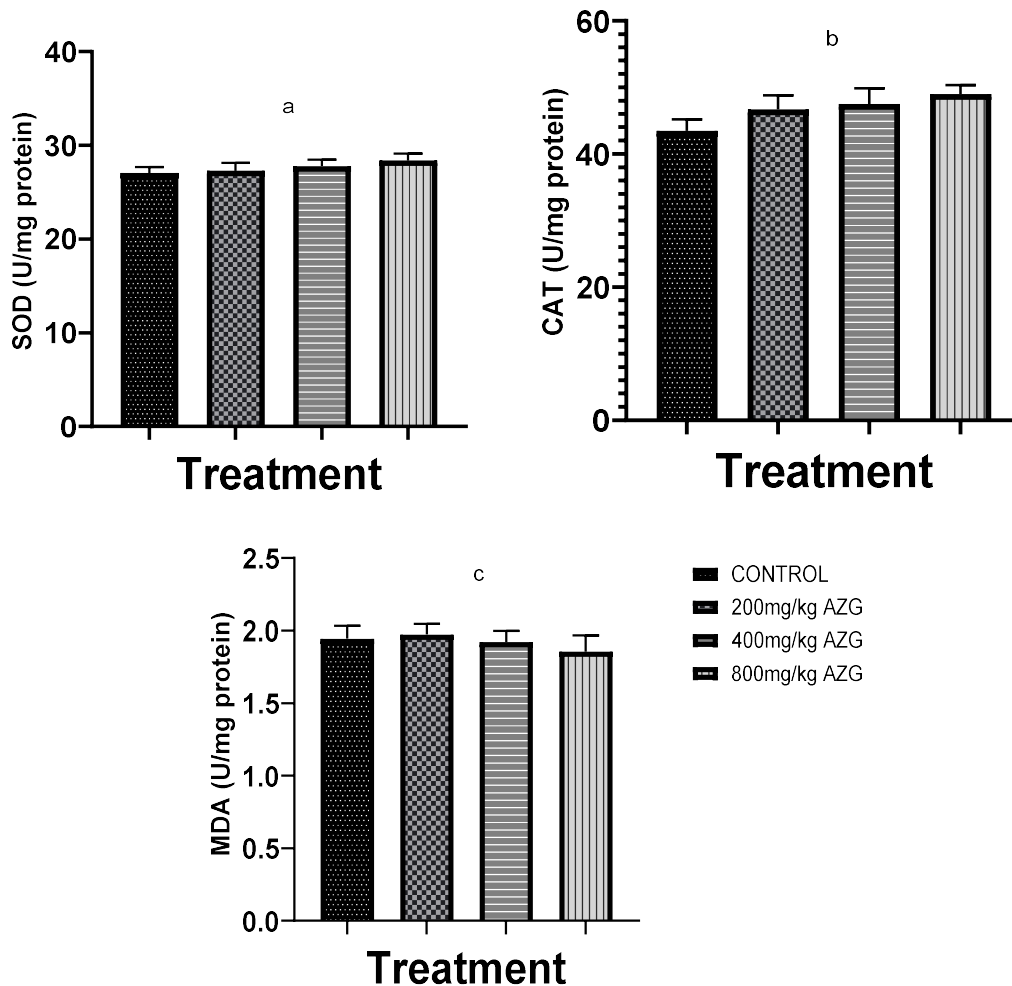 a
SOD (U/mg protein)
40
30
20
10
0
Treatment
b
CAT (U/mg protein)
60
40
20
0
Treatment
c
MDA (U/mg protein)
2.5
2.0
1.5
1.0
0.5
0.0
Treatment
CONTROL
200mg/kg AZG
400mg/kg AZG
800mg/kg AZG